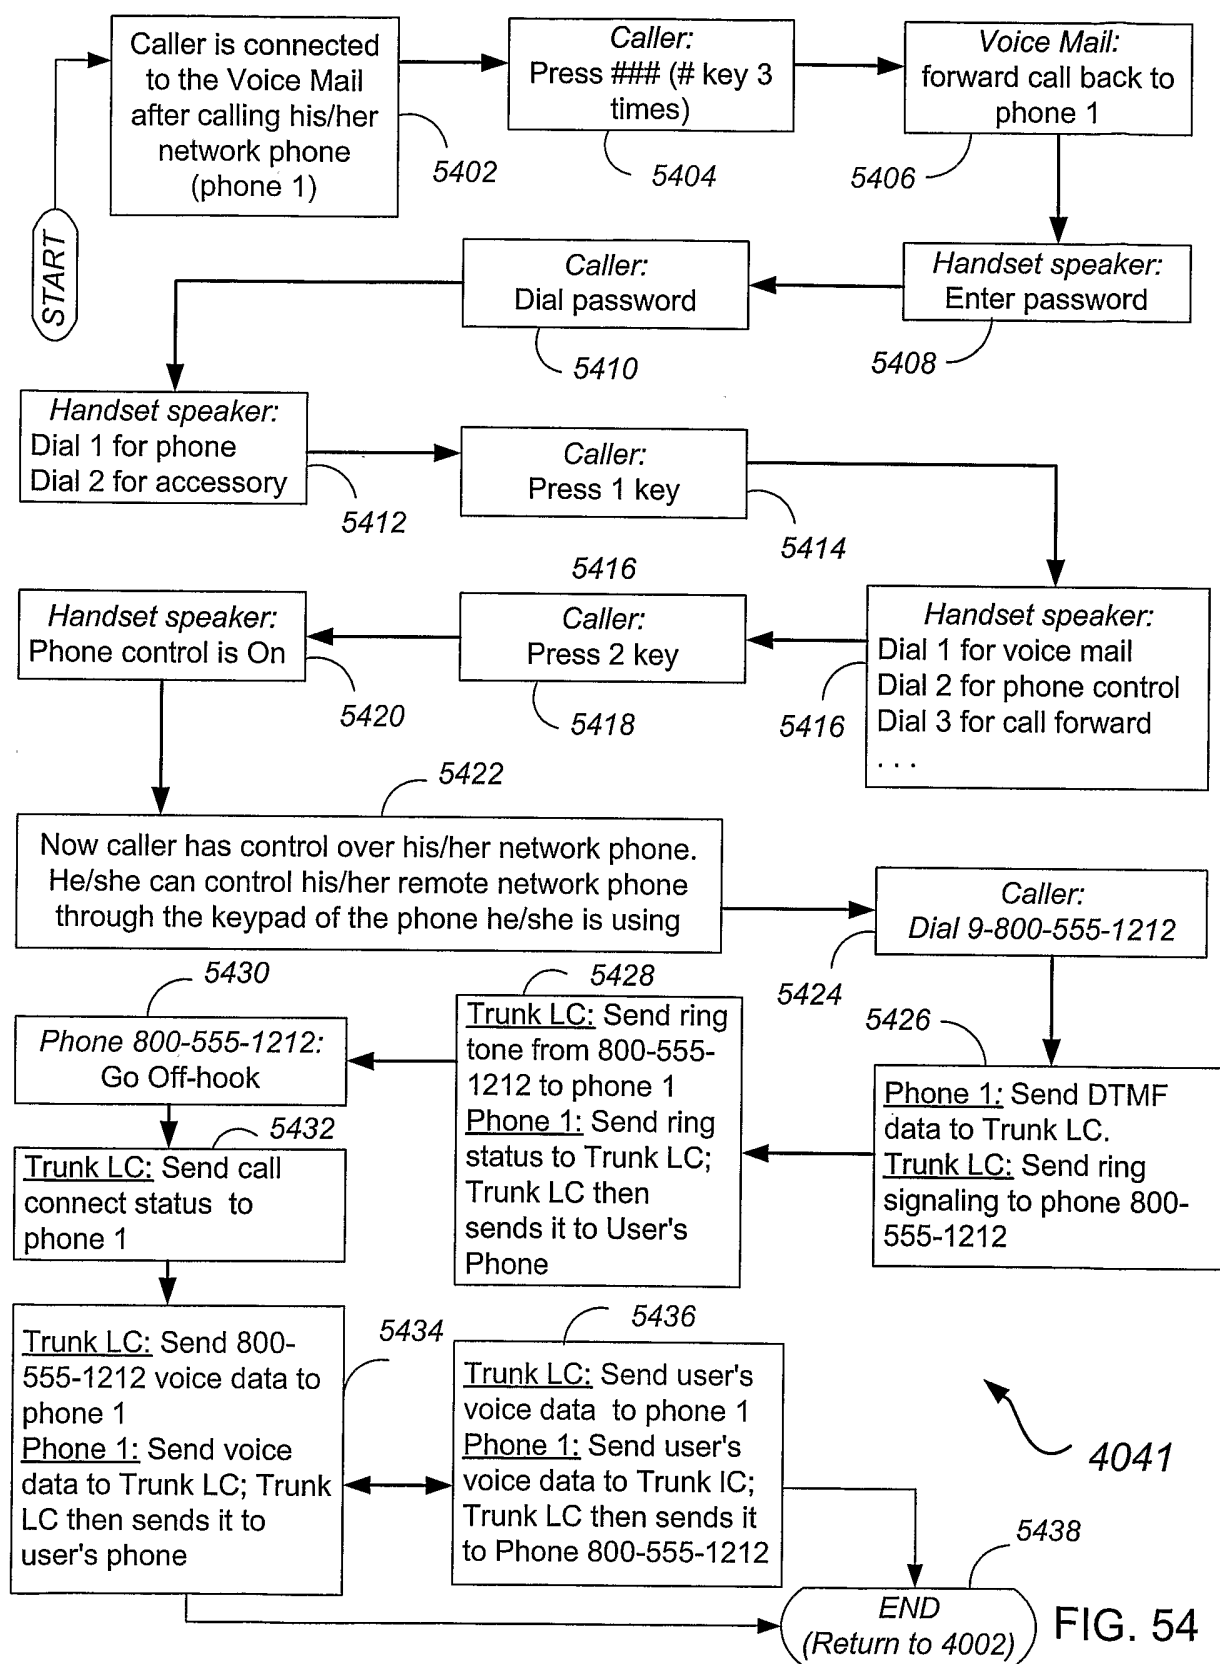 START
Caller is connected
to the Voice Mail
after calling his/her
network phone
(phone 1)
5402
Caller:
Press ### (# key 3
times)
5404
Voice Mail:
forward call back to
phone 1
5406
Handset speaker:
Enter password
5408
Caller:
Dial password
5410
Handset speaker:
Dial 1 for phone
Dial 2 for accessory
5412
Caller:
Press 1 key
5414
5416
Handset speaker:
Dial 1 for voice mail
Dial 2 for phone control
Dial 3 for call forward
. . .
5416
Caller:
Press 2 key
5418
Handset speaker:
Phone control is On
5420
5422
Now caller has control over his/her network phone.
He/she can control his/her remote network phone
through the keypad of the phone he/she is using
Caller:
Dial 9-800-555-1212
5424
5426
Phone 1: Send DTMF
data to Trunk LC.
Trunk LC: Send ring
signaling to phone 800-
555-1212
5428
Trunk LC: Send ring
tone from 800-555-
1212 to phone 1
Phone 1: Send ring
status to Trunk LC;
Trunk LC then
sends it to User's
Phone
5430
Phone 800-555-1212:
Go Off-hook
5432
Trunk LC: Send call
connect status to
phone 1
5434
Trunk LC: Send 800-
555-1212 voice data to
phone 1
Phone 1: Send voice
data to Trunk LC; Trunk
LC then sends it to
user's phone
5436
Trunk LC: Send user's
voice data to phone 1
Phone 1: Send user's
voice data to Trunk IC;
Trunk LC then sends it
to Phone 800-555-1212
4041
5438
END
(Return to 4002)
FIG. 54